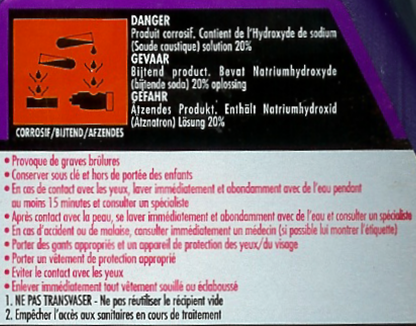 DANGER
Produit corrosif. Contient de l'Hydroxyde de sodium
(Soude caustique) solution 20%
GEVAAR
Bijtend product. Bevat Natriumhydroxyde
(bijtende soda) 20% oplossing
GEFAHR
Atzendes Produkt. Enthält Natriumhydroxid
(Atznatron) Lösung 20%
CORROSIF/BIJTEND/AFZENDES
• Provoque de graves brûlures
• Conserver sous clé et hors de portée des enfants
• En cas de contact avec les yeux, laver immédiatement et abondamment avec de l'eau pendant
au moins 15 minutes et consulter un spécialiste
• Après contact avec la peau, se laver immédiatement et abondamment avec de l'eau et consulter un spécialiste
• En cas d'accident ou de malaise, consulter immédiatement un médecin (si possible lui montrer l'étiquette)
• Porter des gants appropriés et un appareil de protection des yeux/du visage
• Porter un vêtement de protection approprié
• Eviter le contact avec les yeux
• Enlever immédiatement tout vêtement souillé ou éclaboussé
1. NE PAS TRANSVASER - Ne pas réutiliser le récipient vide
2. Empêcher l'accès aux sanitaires en cours de traitement